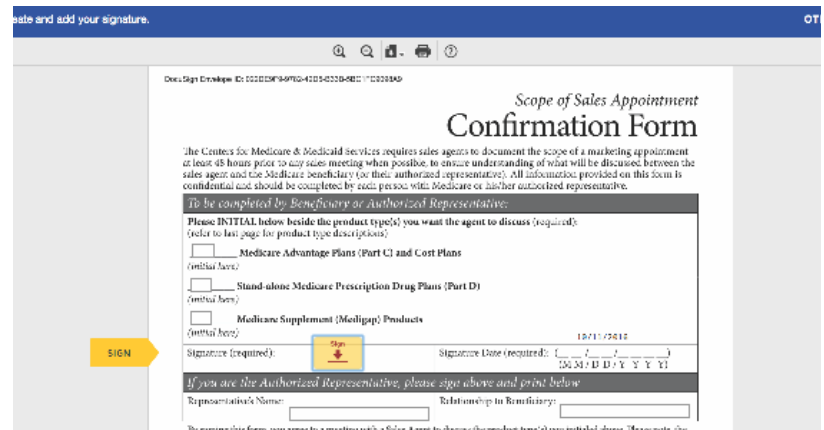 eate and add your signature.
OTI
DocuSign Envelope ID:
Scope of Sales Appointment
Confirmation Form
The Centers for Medicare & Medicaid Services requires sales agents to document the scope of a marketing appointment
at least 48 hours prior to any sales meeting when possible, to ensure understanding of what will be discussed between the
sales agent and the Medicare beneficiary (or their authorized representative). All information provided on this form is
confidential and should be completed by each person with Medicare or his/her authorized representative.
To be completed by Beneficiary or Authorized Representative:
Please INITIAL below beside the product type(s) you want the agent to discuss (required):
(refer to last page for product type descriptions)
Medicare Advantage Plans (Part C) and Cost Plans
(initial here)
Stand-alone Medicare Prescription Drug Plans (Part D)
(initial here)
Medicare Supplement (Medigap) Products
(initial here)
SIGN
Signature (required):
Sign
Signature Date (required):
(M M / D D / Y Y Y Y)
If you are the Authorized Representative, please sign above and print below
Representative's Name:
Relationship to Beneficiary: